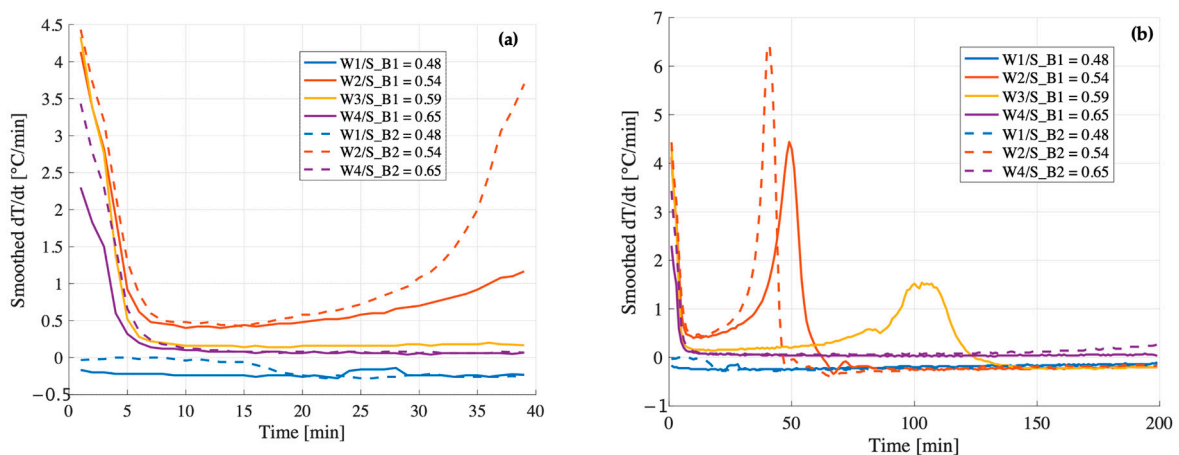 (a)
Smoothed dT/dt [°C/min]
4.5
4
3.5
3
2.5
2
1.5
1
0.5
0
−0.5
W1/S_B1 = 0.48
W2/S_B1 = 0.54
W3/S_B1 = 0.59
W4/S_B1 = 0.65
W1/S_B2 = 0.48
W2/S_B2 = 0.54
W4/S_B2 = 0.65
0 5 10 15 20 25 30 35 40
Time [min]
(b)
Smoothed dT/dt [°C/min]
7
6
5
4
3
2
1
0
−1
W1/S_B1 = 0.48
W2/S_B1 = 0.54
W3/S_B1 = 0.59
W4/S_B1 = 0.65
W1/S_B2 = 0.48
W2/S_B2 = 0.54
W4/S_B2 = 0.65
0 50 100 150 200
Time [min]